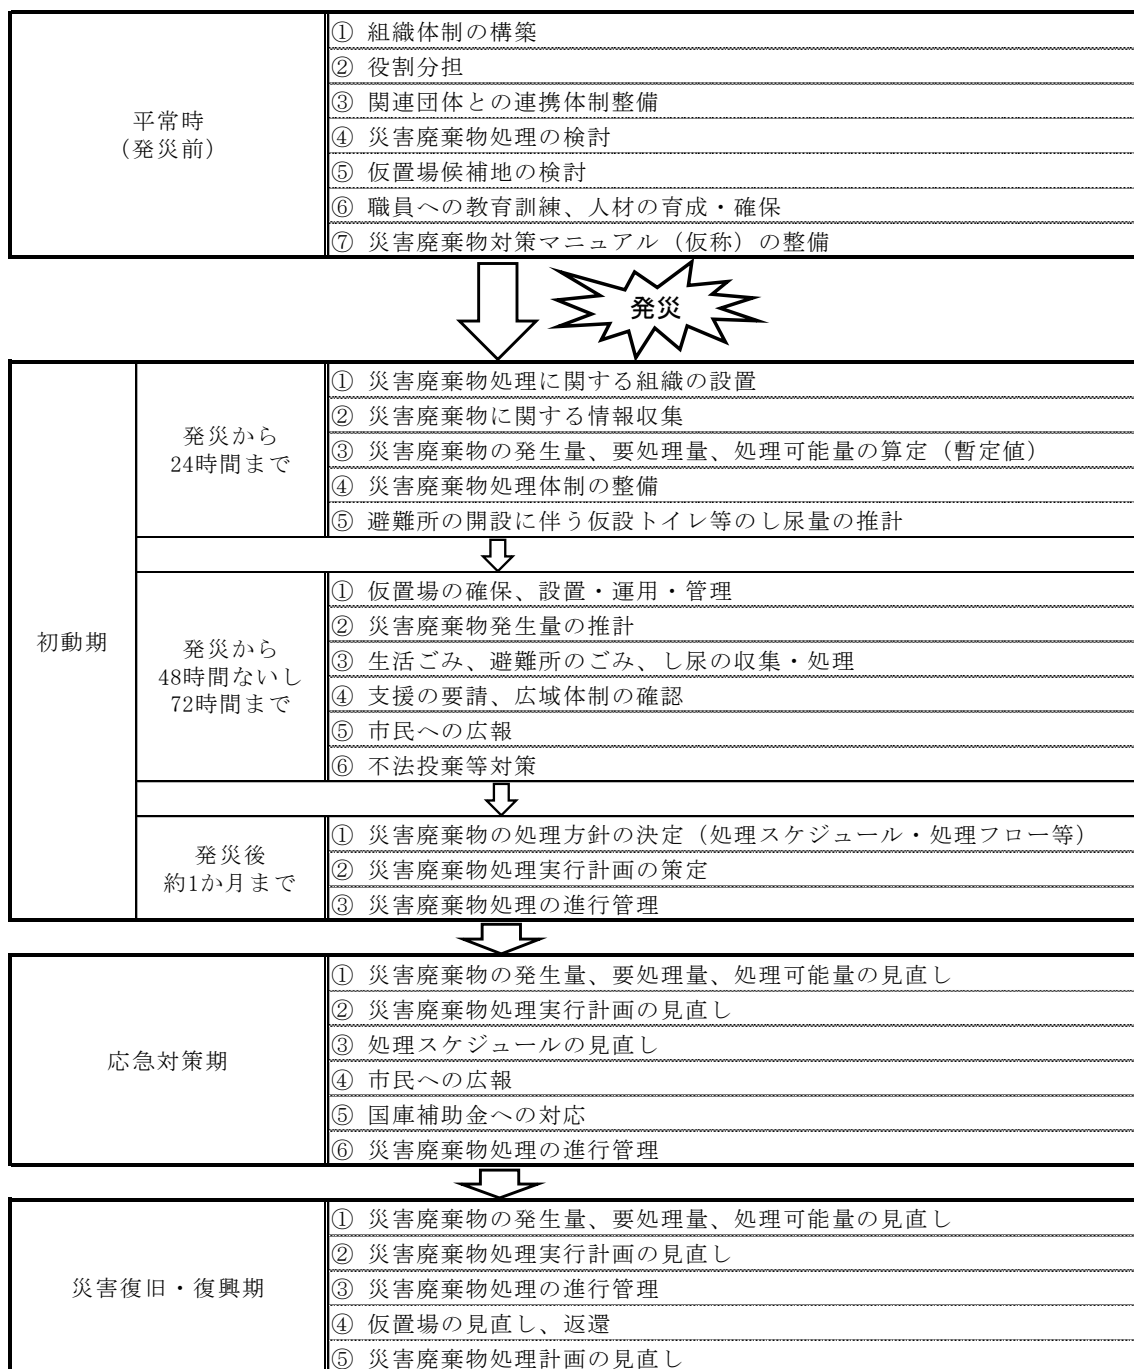 平常時
(発災前)
① 組織体制の構築
② 役割分担
③ 関連団体との連携体制整備
④ 災害廃棄物処理の検討
⑤ 仮置場候補地の検討
⑥ 職員への教育訓練、人材の育成・確保
⑦ 災害廃棄物対策マニュアル（仮称）の整備
発災
初動期
発災から
24時間まで
① 災害廃棄物処理に関する組織の設置
② 災害廃棄物に関する情報収集
③ 災害廃棄物の発生量、要処理量、処理可能量の算定（暫定値）
④ 災害廃棄物処理体制の整備
⑤ 避難所の開設に伴う仮設トイレ等のし尿量の推計
発災から
48時間ないし
72時間まで
① 仮置場の確保、設置・運用・管理
② 災害廃棄物発生量の推計
③ 生活ごみ、避難所のごみ、し尿の収集・処理
④ 支援の要請、広域体制の確認
⑤ 市民への広報
⑥ 不法投棄等対策
発災後
約1か月まで
① 災害廃棄物の処理方針の決定（処理スケジュール・処理フロー等）
② 災害廃棄物処理実行計画の策定
③ 災害廃棄物処理の進行管理
応急対策期
① 災害廃棄物の発生量、要処理量、処理可能量の見直し
② 災害廃棄物処理実行計画の見直し
③ 処理スケジュールの見直し
④ 市民への広報
⑤ 国庫補助金への対応
⑥ 災害廃棄物処理の進行管理
災害復旧・復興期
① 災害廃棄物の発生量、要処理量、処理可能量の見直し
② 災害廃棄物処理実行計画の見直し
③ 災害廃棄物処理の進行管理
④ 仮置場の見直し、返還
⑤ 災害廃棄物処理計画の見直し